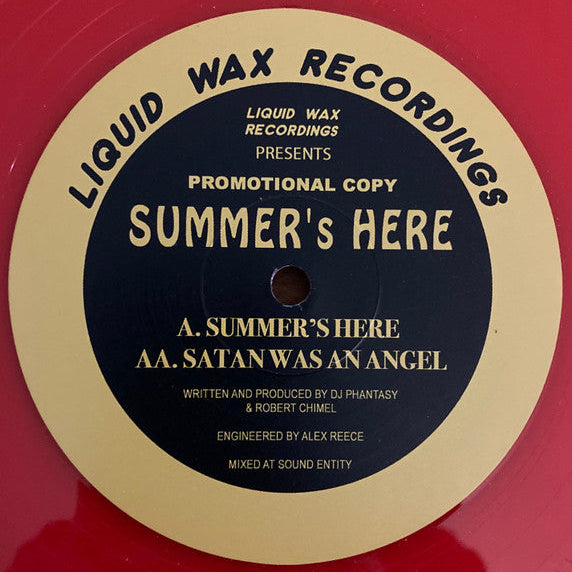 LIQUID WAX RECORDINGS
LIQUID WAX
RECORDINGS
PRESENTS
PROMOTIONAL COPY
SUMMER's HERE
A. SUMMER'S HERE
AA. SATAN WAS AN ANGEL
WRITTEN AND PRODUCED BY DJ PHANTASY
& ROBERT CHIMEL
ENGINEERED BY ALEX REECE
MIXED AT SOUND ENTITY